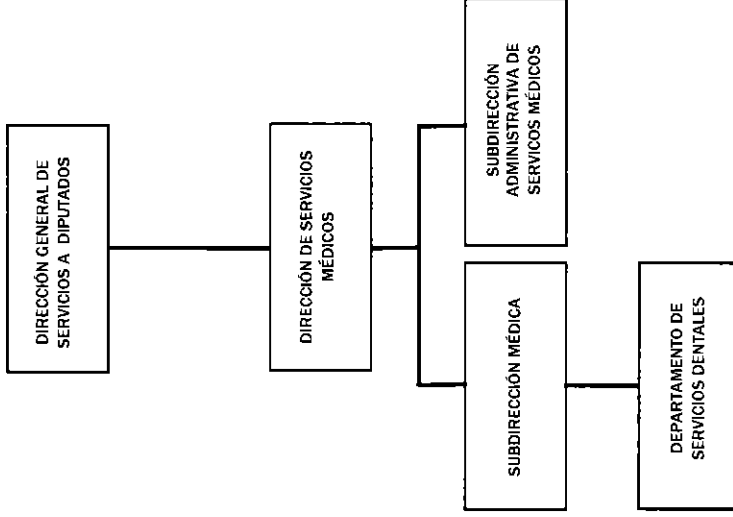 DIRECCIÓN GENERAL DE
SERVICIOS A DIPUTADOS
DIRECCIÓN DE SERVICIOS
MÉDICOS
SUBDIRECCIÓN MÉDICA
SUBDIRECCIÓN
ADMINISTRATIVA DE
SERVICOS MÉDICOS
DEPARTAMENTO DE
SERVICIOS DENTALES